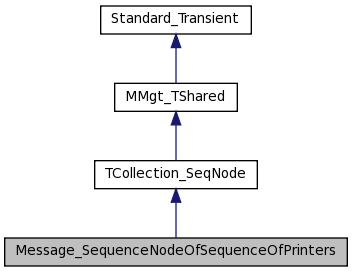 Standard_Transient
MMgt_TShared
TCollection_SeqNode
Message_SequenceNodeOfSequenceOfPrinters